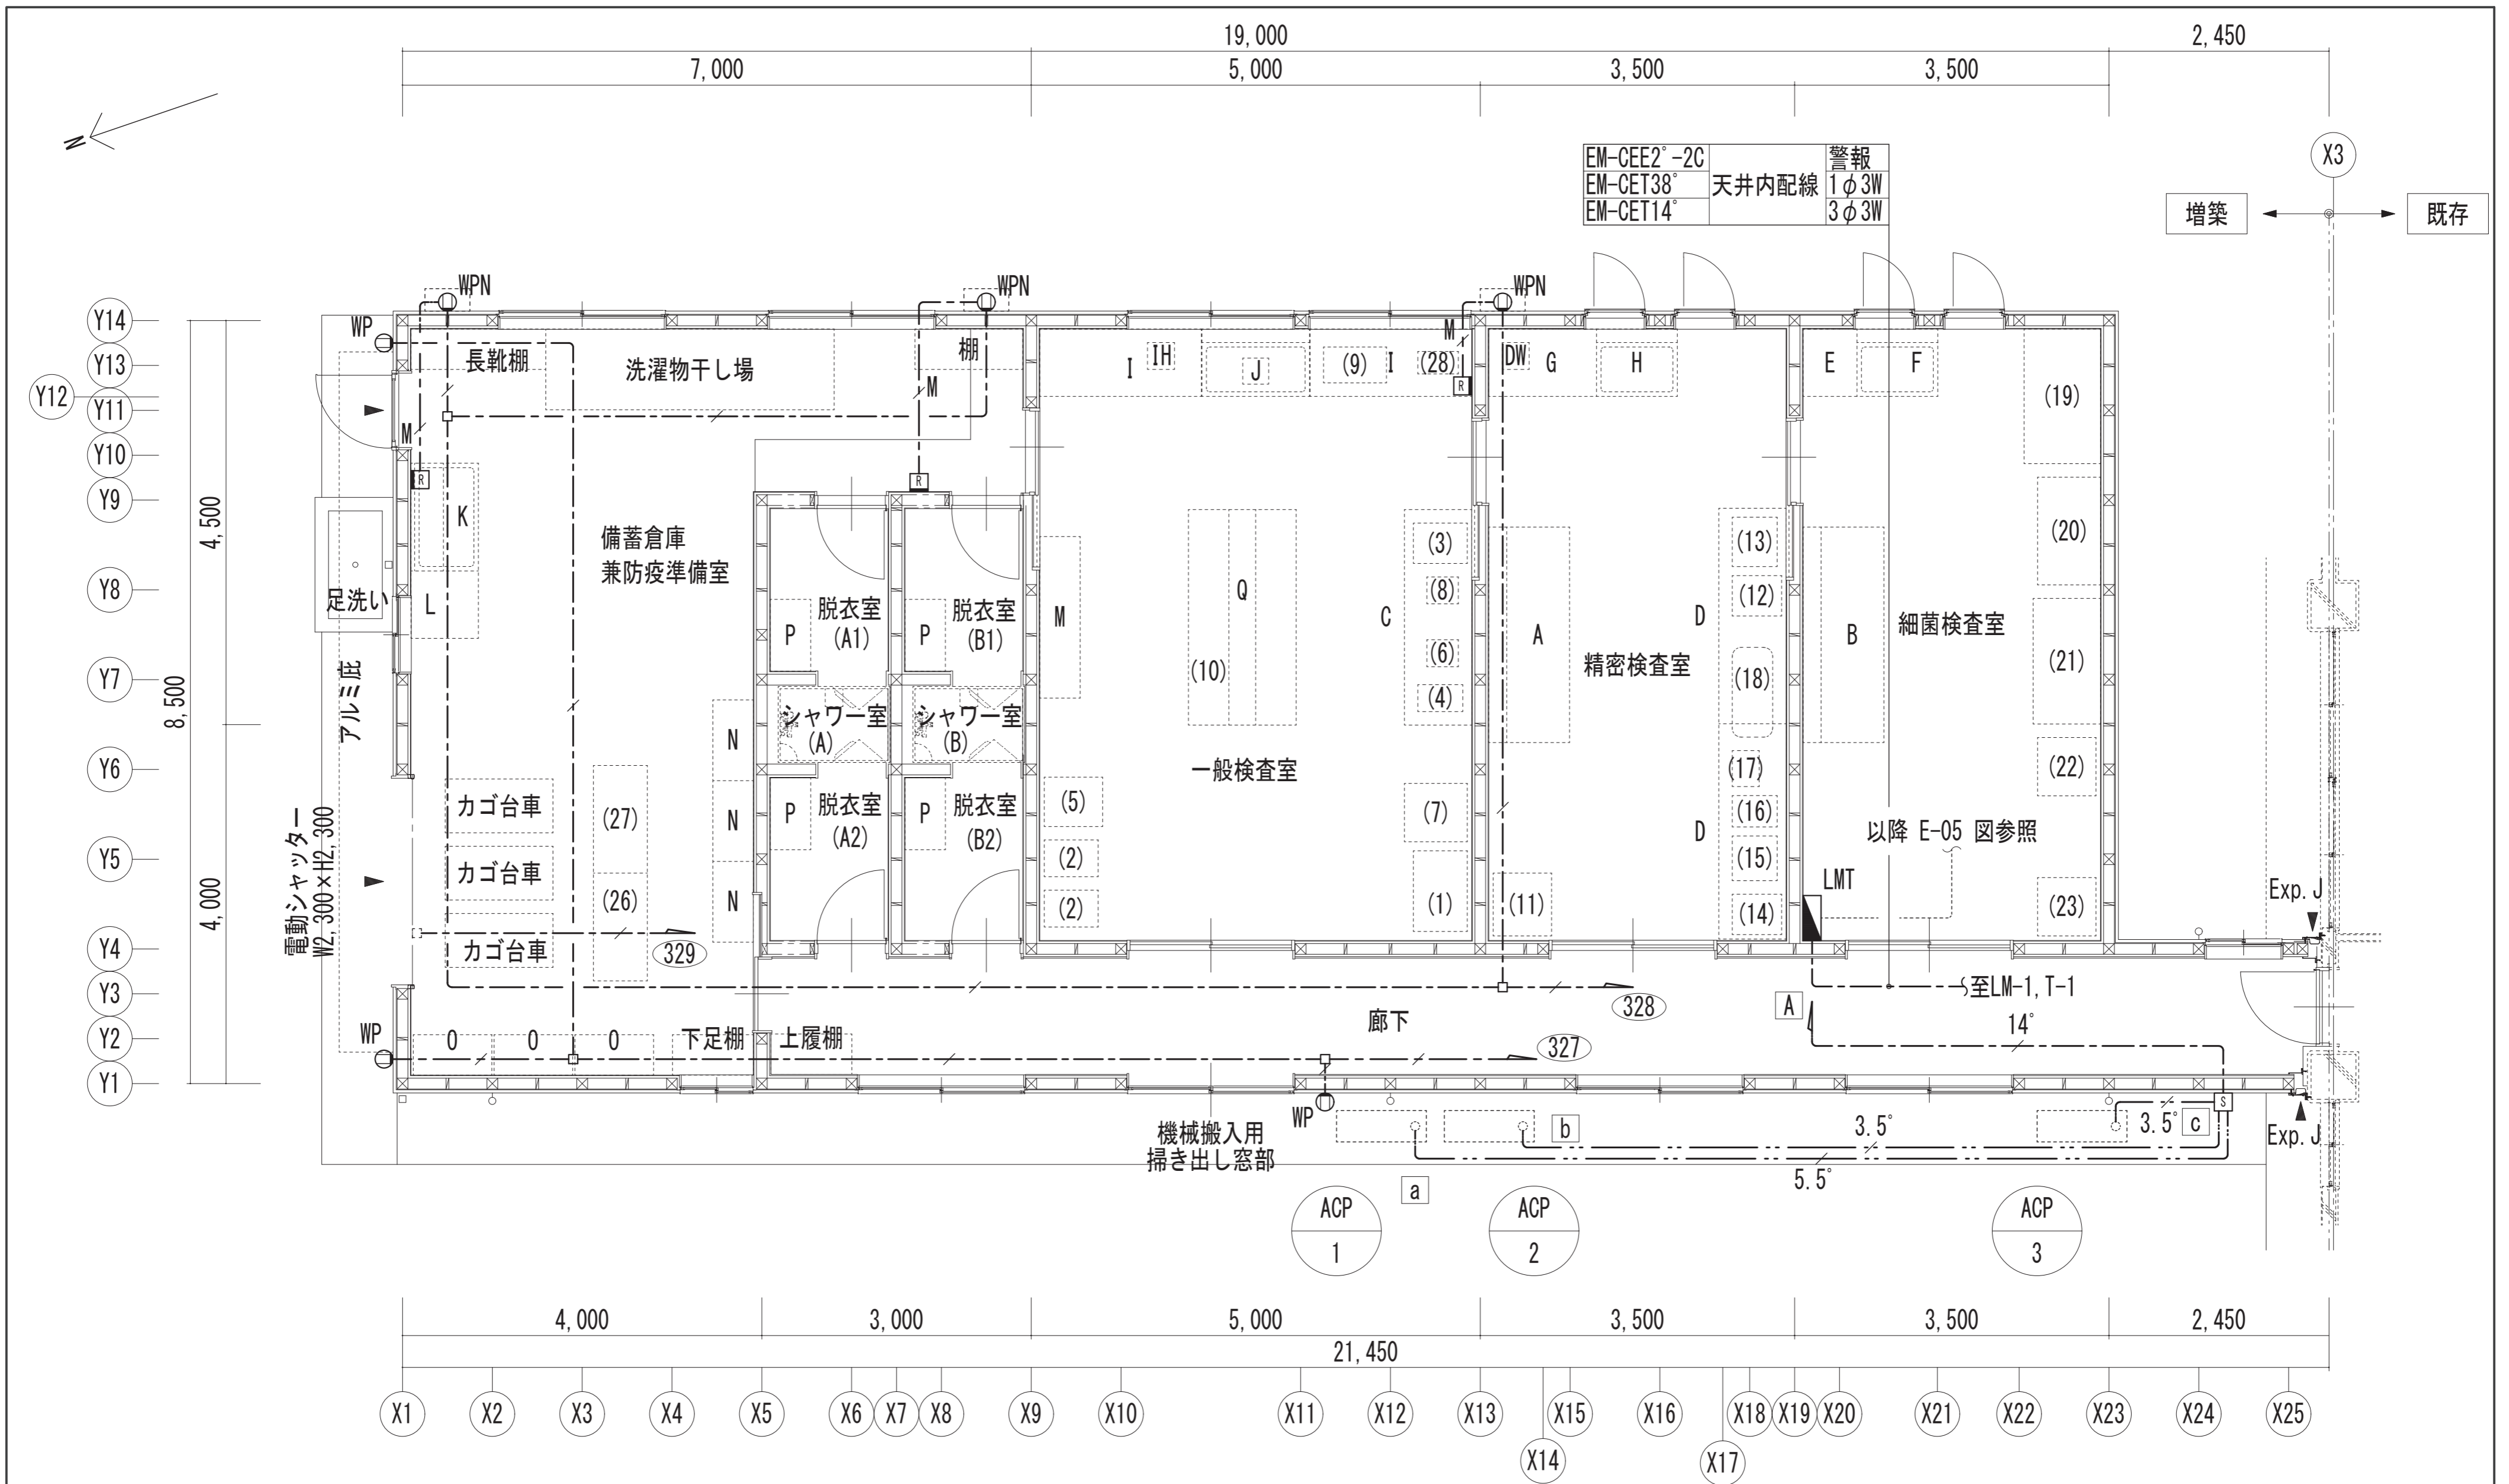 19,000
2,450
7,000
5,000
3,500
3,500
N
EM-CEE2°-2C
天井内配線
警報
EM-CET38°
1φ3W
EM-CET14°
3φ3W
X3
増築
既存
WPN
WPN
WPN
Y14
Y13
Y12
Y11
Y10
Y9
Y8
Y7
Y6
Y5
Y4
Y3
Y2
Y1
4,500
8,500
4,000
WP
長靴棚
洗濯物干し場
棚
M
M
M
R
R
R
I
IH
J
(9)
I
(28)
DW
G
H
E
F
(19)
K
L
足洗い
アルミ庇
備蓄倉庫
兼防疫準備室
P
脱衣室
(A1)
P
脱衣室
(B1)
シャワー室
(A)
シャワー室
(B)
P
脱衣室
(A2)
P
脱衣室
(B2)
M
Q
(10)
一般検査室
C
(3)
(8)
(6)
(4)
(5)
(2)
(2)
(7)
(1)
A
精密検査室
D
D
(13)
(12)
(18)
(17)
(16)
(15)
(14)
(11)
B
細菌検査室
(20)
(21)
(22)
(23)
以降 E-05 図参照
LMT
電動シャッター
W2,300×H2,300
カゴ台車
カゴ台車
カゴ台車
(27)
(26)
N
N
N
329
328
327
廊下
A
至LM-1,T-1
14°
Exp.J
WP
O
O
O
下足棚
上履棚
WP
機械搬入用
掃き出し窓部
b
3.5°
3.5°
c
S
Exp.J
5.5°
a
ACP
1
ACP
2
ACP
3
4,000
3,000
5,000
3,500
3,500
2,450
21,450
X1
X2
X3
X4
X5
X6
X7
X8
X9
X10
X11
X12
X13
X14
X15
X16
X17
X18
X19
X20
X21
X22
X23
X24
X25